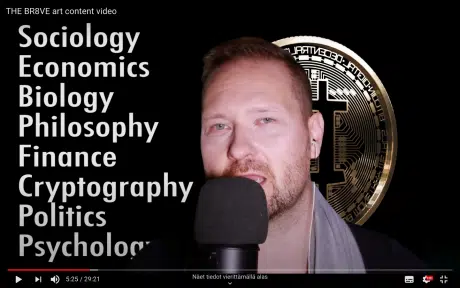 THE BR8VE art content video
Sociology
Economics
Biology
Philosophy
Finance
Cryptography
Politics
Psycholog
5:25 / 29:21
Näet tiedot vierittämällä alas